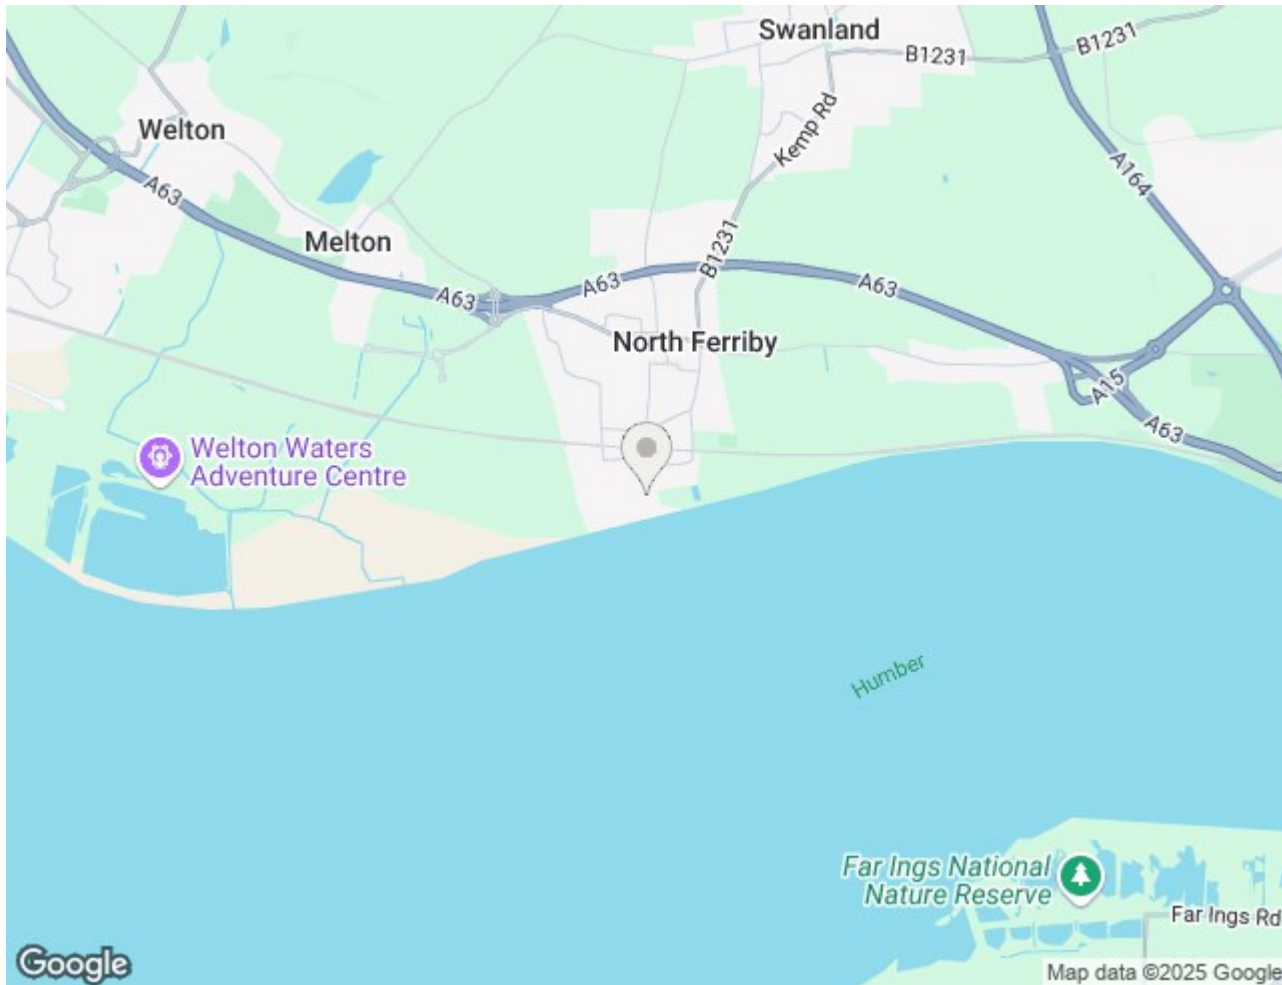 Swanland
B1231
B1231
Welton
Kemp Rd
A63
A164
Melton
B1231
A63
A63
A63
North Ferriby
A15
A63
Welton Waters
Adventure Centre
Humber
Far Ings National
Nature Reserve
Far Ings Rd
Google
Map data ©2025 Google